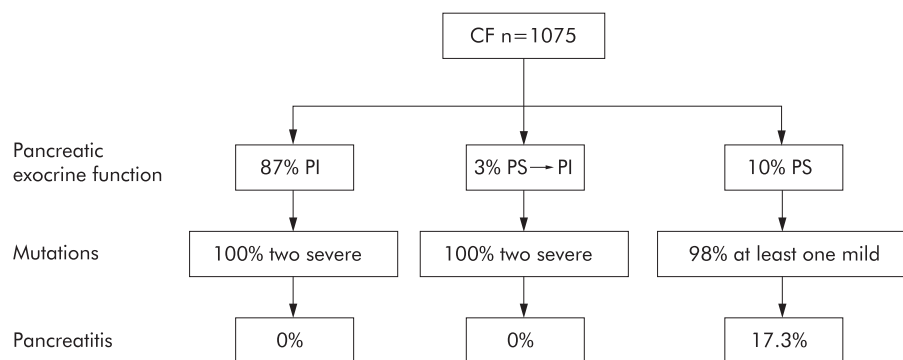 CF n=1075
Pancreatic
exocrine function
87% PI
3% PS → PI
10% PS
Mutations
100% two severe
100% two severe
98% at least one mild
Pancreatitis
0%
0%
17.3%